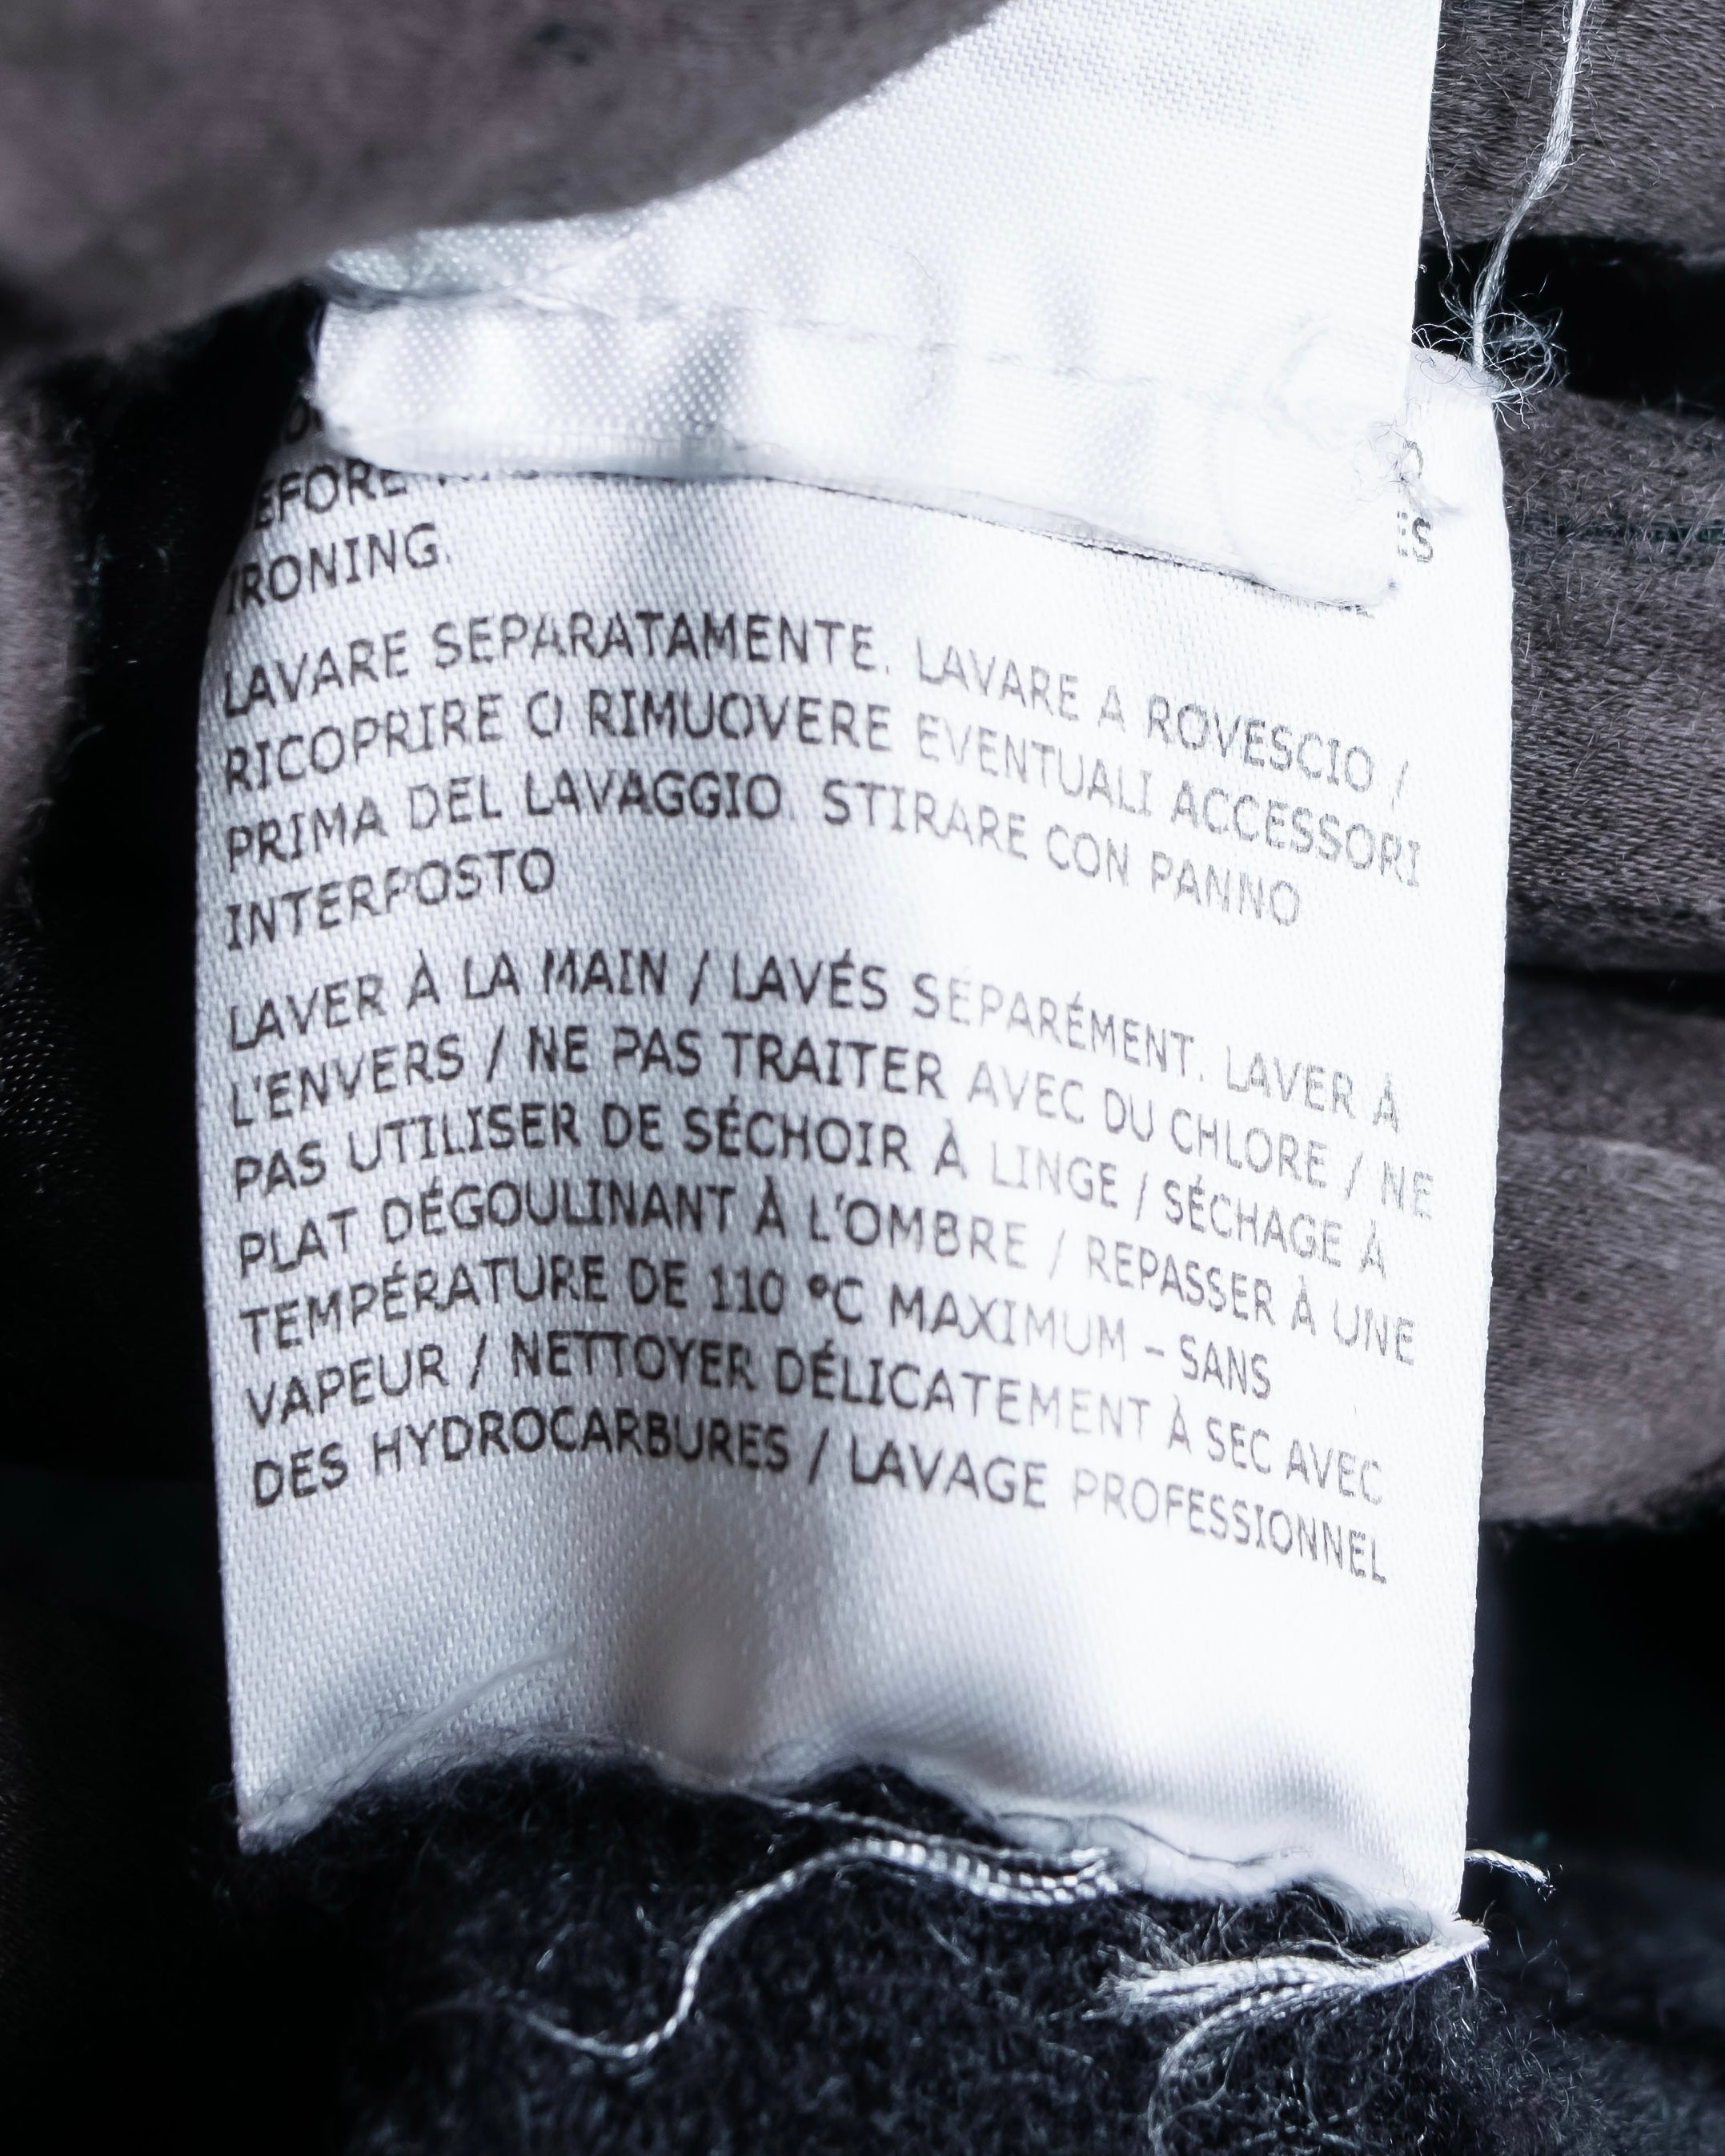 IRONING.
LAVARE SEPARATAMENTE. LAVARE A ROVESCIO /
RICOPRIRE O RIMUOVERE EVENTUALI ACCESSORI
PRIMA DEL LAVAGGIO. STIRARE CON PANNO
INTERPOSTO
LAVER À LA MAIN / LAVÉS SÉPARÉMENT. LAVER À
L'ENVERS / NE PAS TRAITER AVEC DU CHLORE / NE
PAS UTILISER DE SÉCHOIR À LINGE / SÉCHAGE À
PLAT DÉGOULINANT À L'OMBRE / REPASSER À UNE
TEMPÉRATURE DE 110 °C MAXIMUM – SANS
VAPEUR / NETTOYER DÉLICATEMENT À SEC AVEC
DES HYDROCARBURES / LAVAGE PROFESSIONNEL